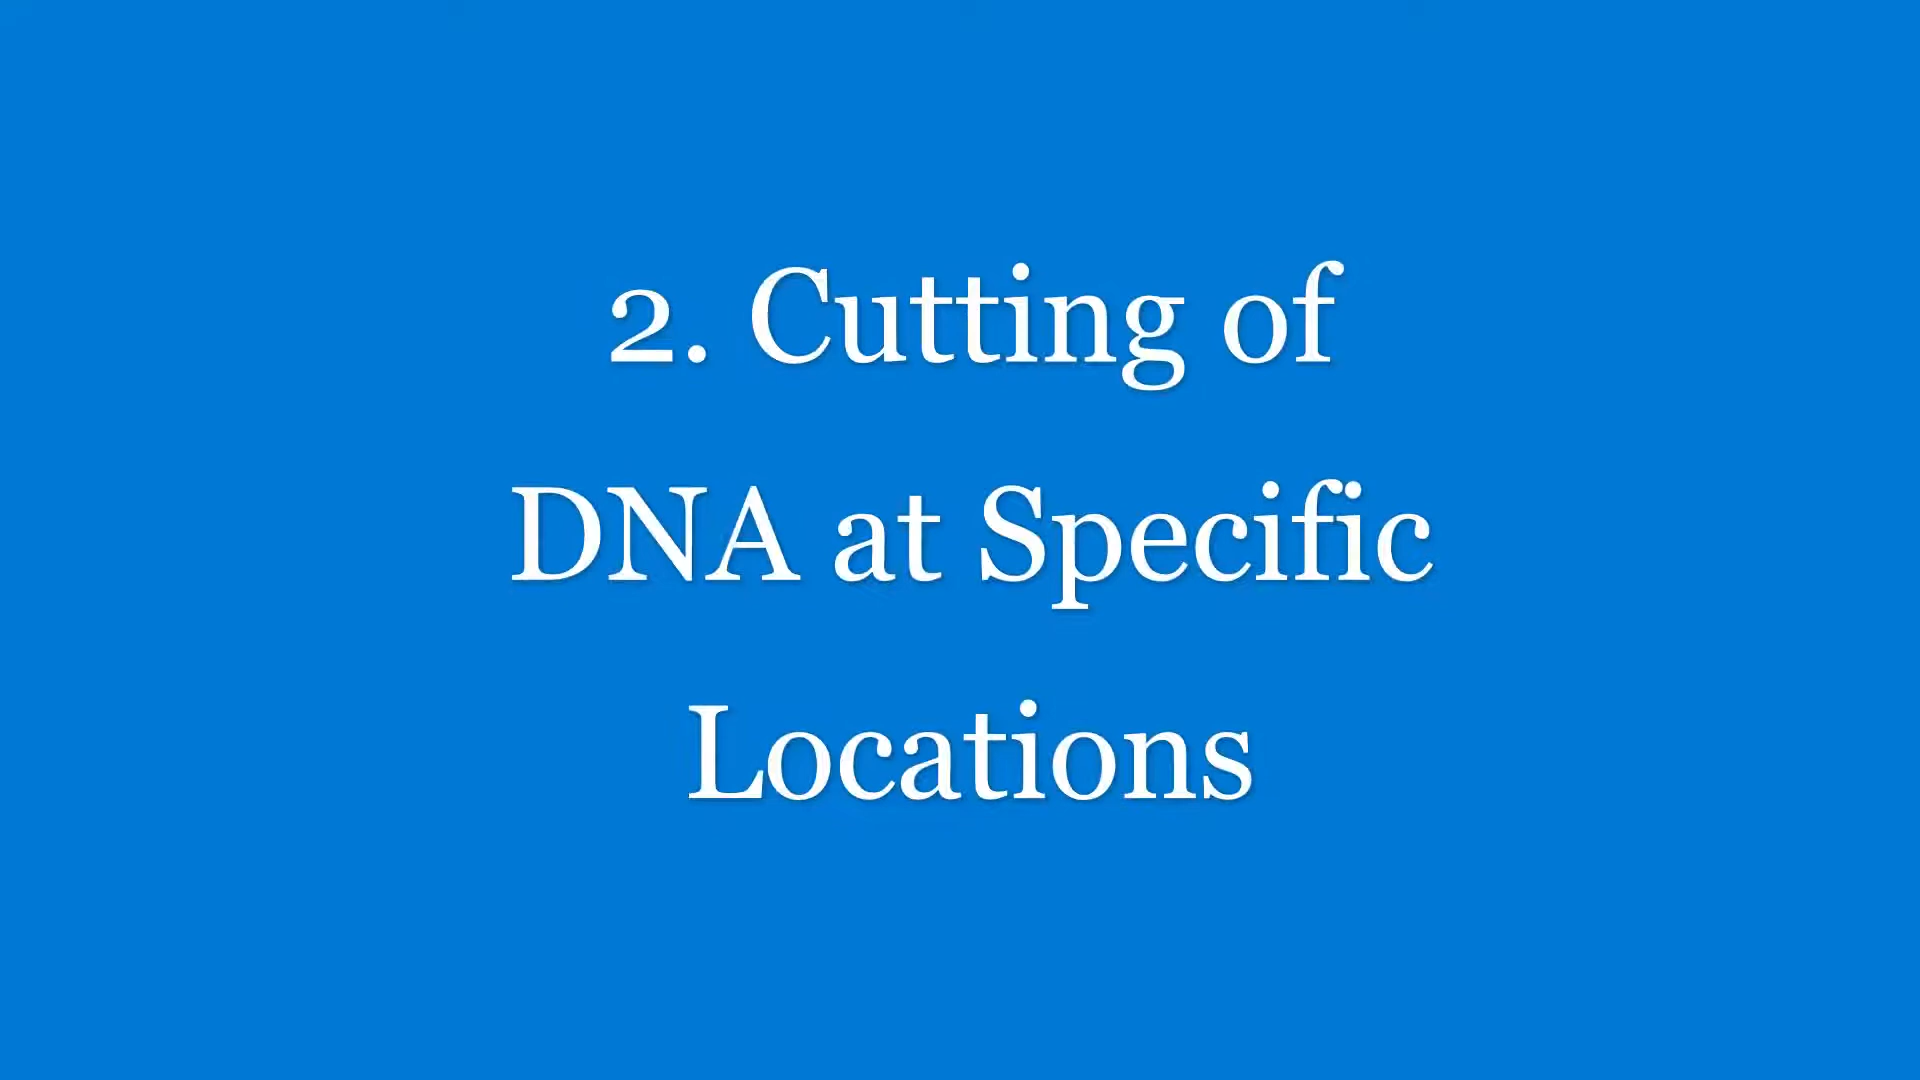 2. Cutting of
DNA at Specific
Locations